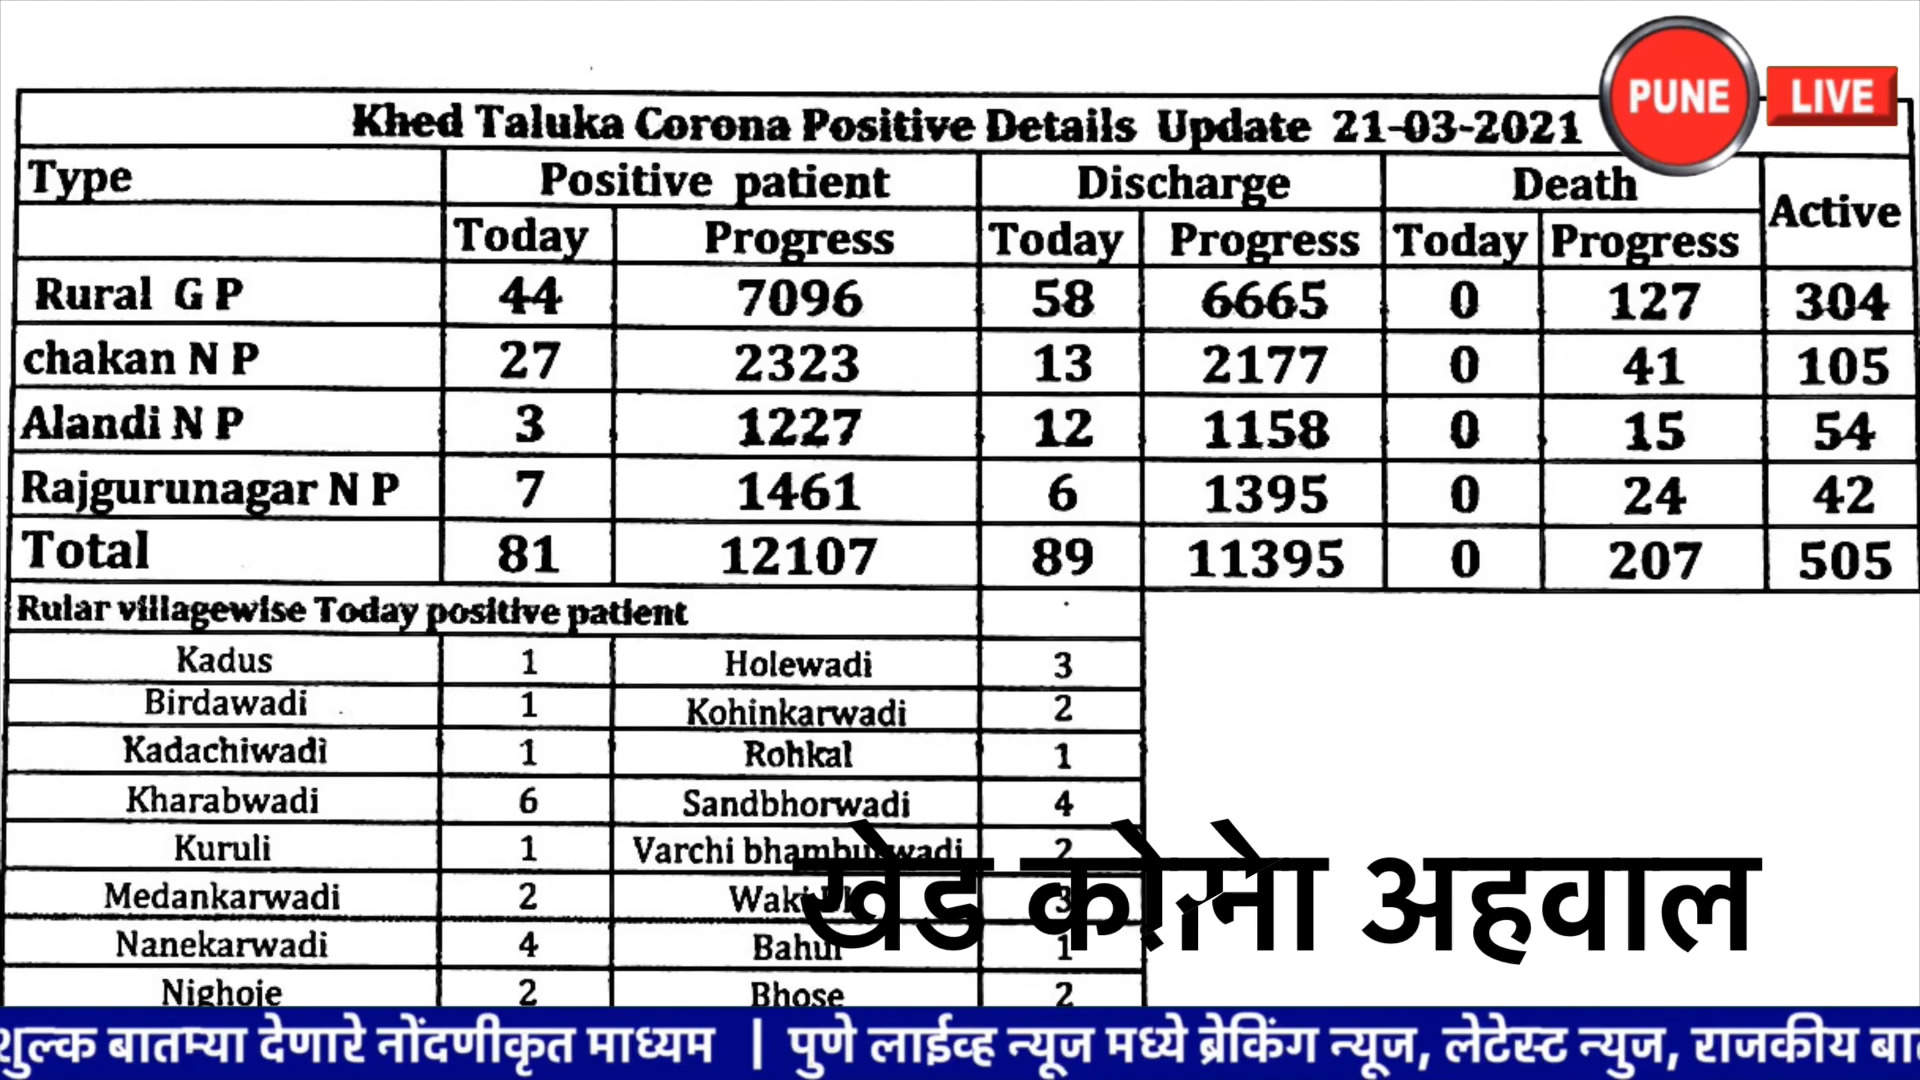 PUNE LIVE
Khed Taluka Corona Positive Details Update 21-03-2021
Type Positive patient Discharge Death Active
Today Progress Today Progress Today Progress
Rural G P 44 7096 58 6665 0 127 304
chakan N P 27 2323 13 2177 0 41 105
Alandi N P 3 1227 12 1158 0 15 54
Rajgurunagar N P 7 1461 6 1395 0 24 42
Total 81 12107 89 11395 0 207 505
Rular villagewise Today positive patient
Kadus 1 Holewadi 3
Birdawadi 1 Kohinkarwadi 2
Kadachiwadi 1 Rohkal 1
Kharabwadi 6 Sandbhorwadi 4
Kuruli 1 Varchi 2
Medankarwadi 2 3
Nanekarwadi 4 Bahul 1
खेड अहवाल
Nighoje 2 Bhose 2
शुल्क बातम्या देणारे नोंदणीकृत माध्यम | पुणे लाईव्ह न्यूज मध्ये ब्रेकिंग न्यूज, लेटेस्ट न्युज, राजकीय